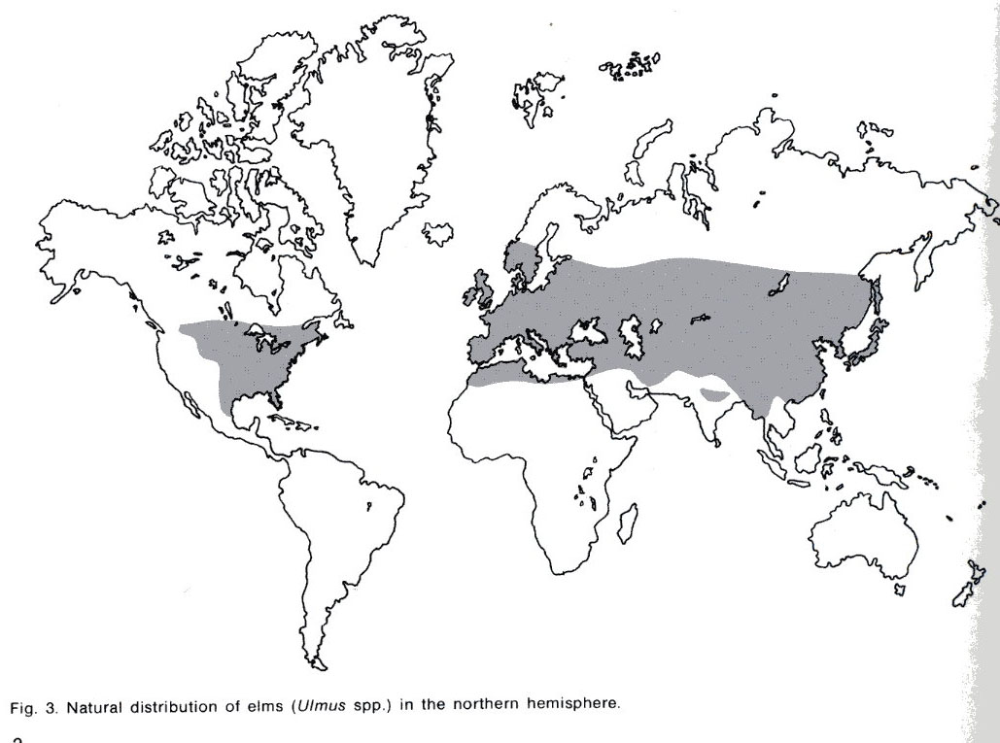 Fig. 3. Natural distribution of elms (Ulmus spp.) in the northern hemisphere.